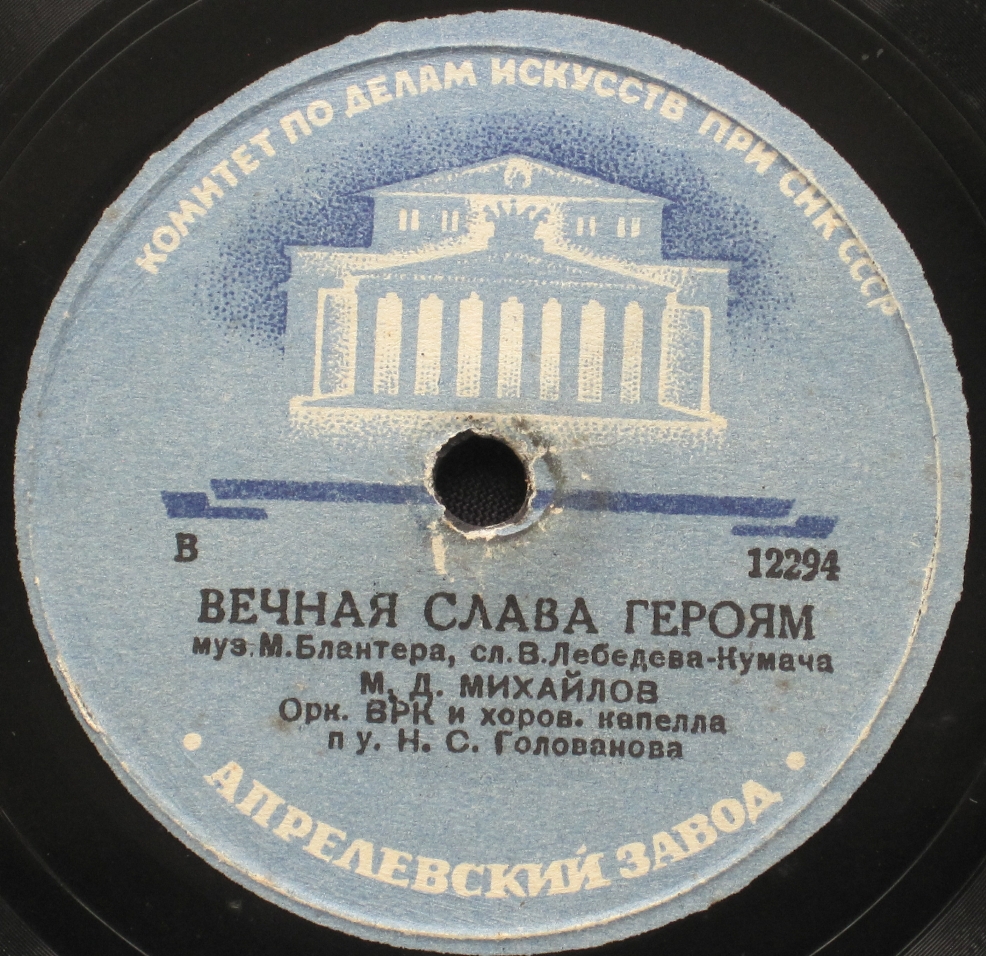 КОМИТЕТ ПО ДЕЛАМ ИСКУССТВ ПРИ СНК СССР
В 12294
ВЕЧНАЯ СЛАВА ГЕРОЯМ
муз. М. Блантера, сл. В. Лебедева-Кумача
М. Д. МИХАЙЛОВ
Орк. ВРК и хоров. капелла
п у. Н. С. Голованова
АПРЕЛЕВСКИЙ ЗАВОД